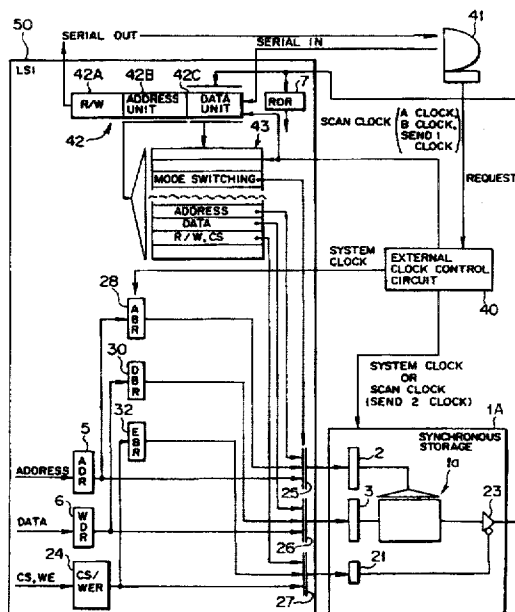 50
SERIAL OUT
41
42A 42B 42C
SERIAL IN
LSI
R/W
ADDRESS UNIT
DATA UNIT
7
RDR
42
43
SCAN CLOCK (A CLOCK, B CLOCK, SEND 1 CLOCK)
REQUEST
MODE SWITCHING
ADDRESS
DATA
R/W, CS
SYSTEM CLOCK
EXTERNAL CLOCK CONTROL CIRCUIT
40
28
ABR
30
DBR
32
EBR
SYSTEM CLOCK OR SCAN CLOCK (SEND 2 CLOCK)
1A
SYNCHRONOUS STORAGE
5
ADDRESS
ADR
25
2
1a
6
DATA
WDR
26
3
23
24
CS, WE
CS/WER
27
21